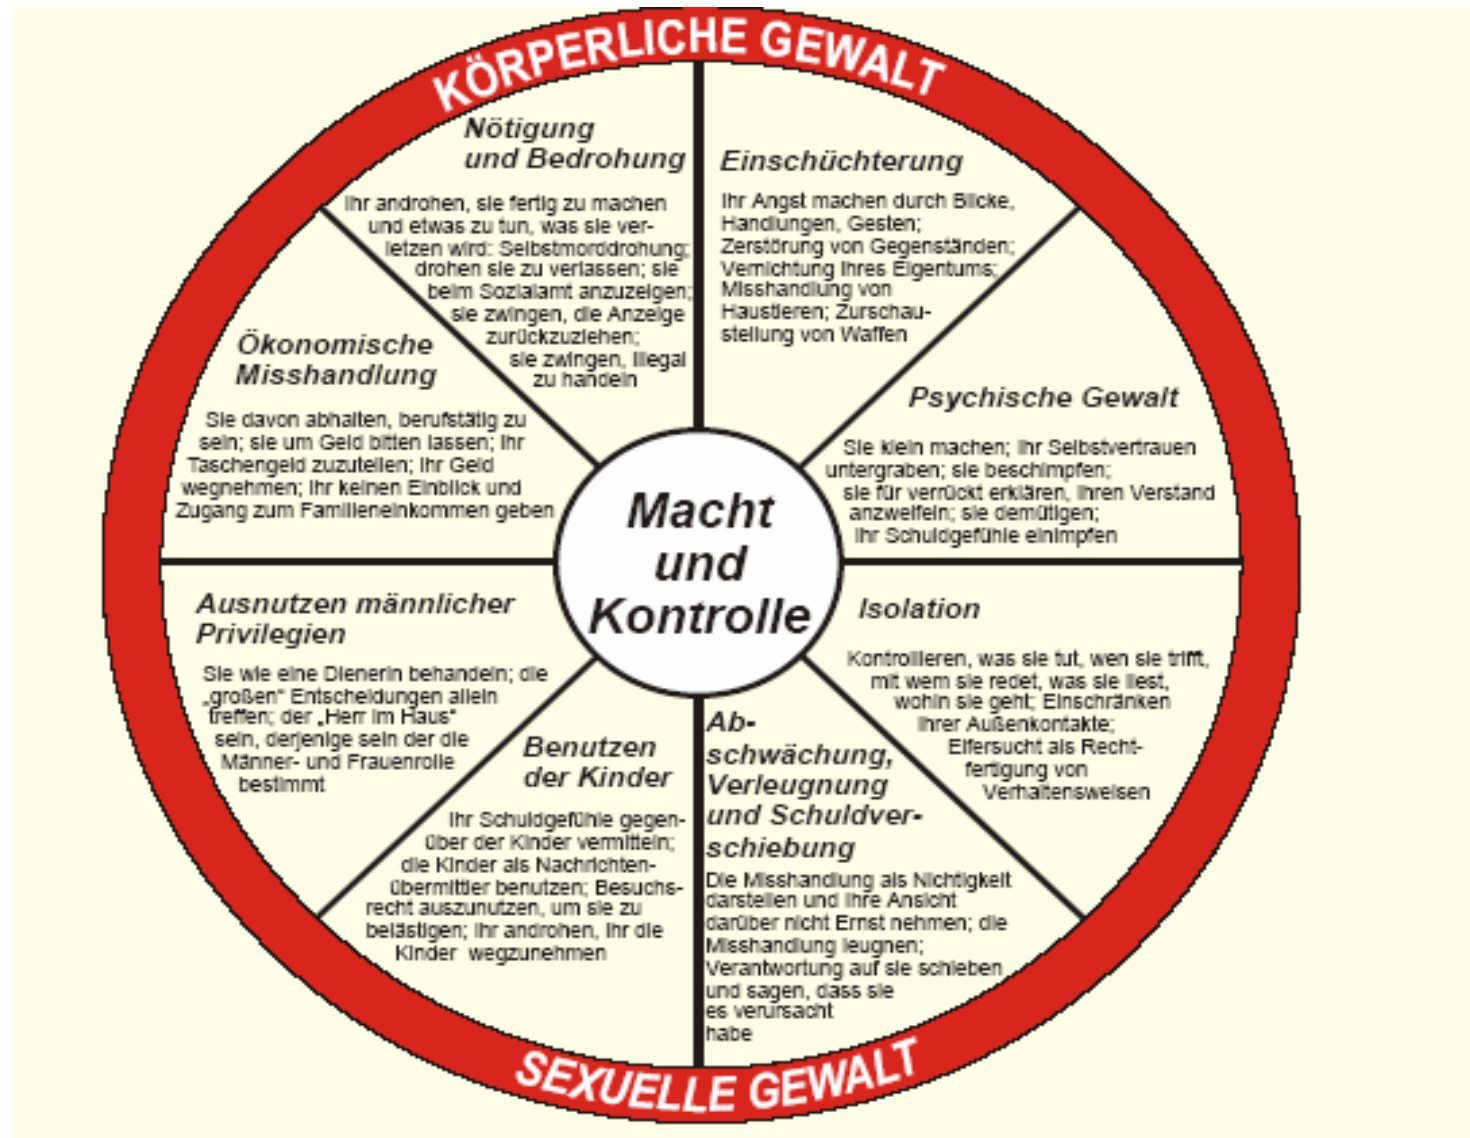 KÖRPERLICHE GEWALT
Nötigung
und Bedrohung
Ihr androhen, sie fertig zu machen
und etwas zu tun, was sie ver-
letzen wird: Selbstmorddrohung;
drohen sie zu verlassen; sie
beim Sozialamt anzuzeigen;
sie zwingen, die Anzeige
zurückzuziehen;
sie zwingen, illegal
zu handeln
Einschüchterung
Ihr Angst machen durch Blicke,
Handlungen, Gesten;
Zerstörung von Gegenständen;
Vernichtung ihres Eigentums;
Misshandlung von
Haustieren; Zurschau-
stellung von Waffen
Psychische Gewalt
Sie klein machen; ihr Selbstvertrauen
untergraben; sie beschimpfen;
sie für verrückt erklären, ihren Verstand
anzweifeln; sie demütigen;
ihr Schuldgefühle einimpfen
Isolation
Kontrollieren, was sie tut, wen sie trifft,
mit wem sie redet, was sie liest,
wohin sie geht; Einschränken
ihrer Außenkontakte;
Eifersucht als Recht-
fertigung von
Verhaltensweisen
Ab-
schwächung,
Verleugnung
und Schuldver-
schiebung
Die Misshandlung als Nichtigkeit
darstellen und ihre Ansicht
darüber nicht Ernst nehmen; die
Misshandlung leugnen;
Verantwortung auf sie schieben
und sagen, dass sie
es verursacht
habe
Benutzen
der Kinder
Ihr Schuldgefühle gegen-
über der Kinder vermitteln;
die Kinder als Nachrichten-
übermittler benutzen; Besuchs-
recht auszunutzen, um sie zu
belästigen; ihr androhen, ihr die
Kinder wegzunehmen
Ausnutzen männlicher
Privilegien
Sie wie eine Dienerin behandeln; die
„großen“ Entscheidungen allein
treffen; der „Herr im Haus“
sein, derjenige sein der die
Männer- und Frauenrolle
bestimmt
Ökonomische
Misshandlung
Sie davon abhalten, berufstätig zu
sein; sie um Geld bitten lassen; ihr
Taschengeld zuzuteilen; ihr Geld
wegnehmen; ihr keinen Einblick und
Zugang zum Familieneinkommen geben
Macht
und
Kontrolle
SEXUELLE GEWALT